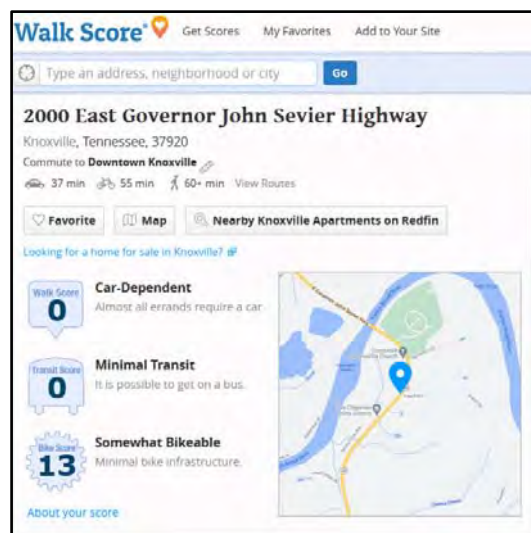 Walk Score® Get Scores My Favorites Add to Your Site
Type an address, neighborhood or city Go
2000 East Governor John Sevier Highway
Knoxville, Tennessee, 37920
Commute to Downtown Knoxville
37 min 55 min 60+ min View Routes
Favorite Map Nearby Knoxville Apartments on Redfin
Looking for a home for sale in Knoxville?
Walk Score
0
Car-Dependent
Almost all errands require a car
Transit Score
0
Minimal Transit
It is possible to get on a bus.
Bike Score
13
Somewhat Bikeable
Minimal bike infrastructure.
About your score